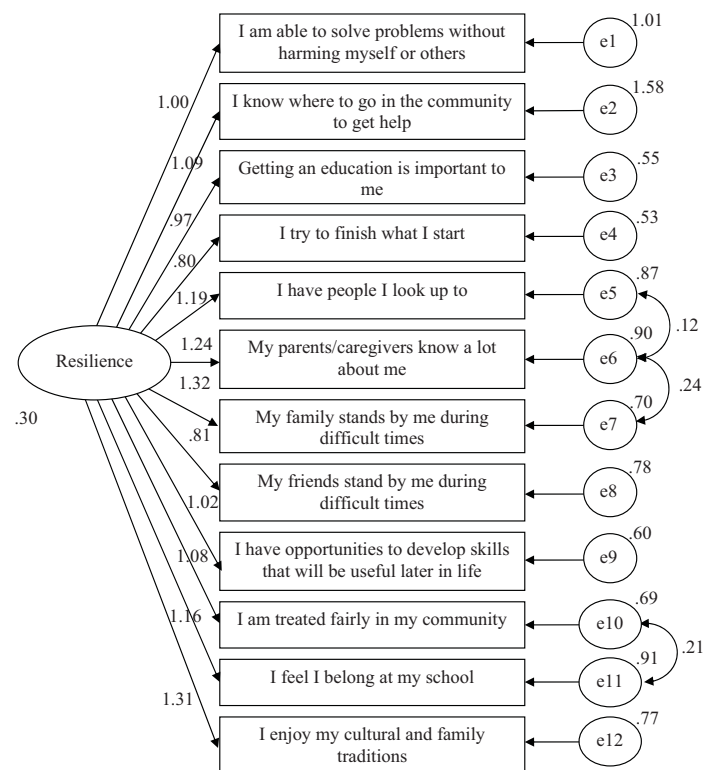 I am able to solve problems without
harming myself or others
e1
1.01
1.00
I know where to go in the community
to get help
e2
1.58
1.09
Getting an education is important to
me
e3
.55
.97
I try to finish what I start
e4
.53
.80
I have people I look up to
e5
.87
1.19
.12
My parents/caregivers know a lot
about me
e6
.90
1.24
Resilience
.30
1.32
.24
My family stands by me during
difficult times
e7
.70
.81
My friends stand by me during
difficult times
e8
.78
1.02
I have opportunities to develop skills
that will be useful later in life
e9
.60
1.08
I am treated fairly in my community
e10
.69
1.16
.21
I feel I belong at my school
e11
.91
1.31
I enjoy my cultural and family
traditions
e12
.77